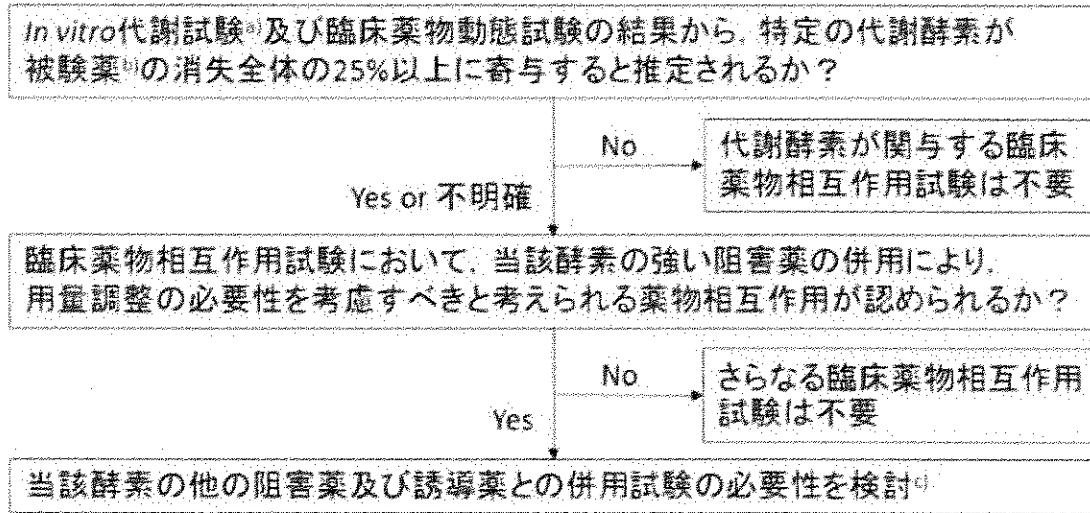 In vitro代謝試験a)及び臨床薬物動態試験の結果から，特定の代謝酵素が
被験薬b)の消失全体の25%以上に寄与すると推定されるか？
No
代謝酵素が関与する臨床
薬物相互作用試験は不要
Yes or 不明確
臨床薬物相互作用試験において，当該酵素の強い阻害薬の併用により，
用量調整の必要性を考慮すべきと考えられる薬物相互作用が認められるか？
No
さらなる臨床薬物相互作用
試験は不要
Yes
当該酵素の他の阻害薬及び誘導薬との併用試験の必要性を検討c)